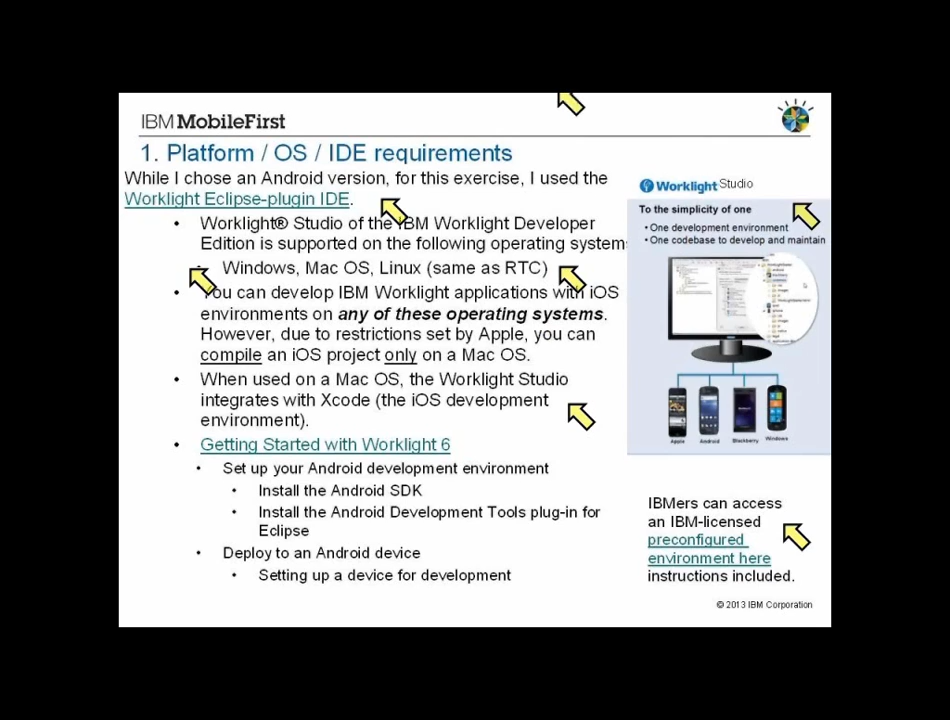 IBM MobileFirst
1. Platform / OS / IDE requirements
While I chose an Android version, for this exercise, I used the
Worklight Eclipse-plugin IDE.
• Worklight® Studio of the IBM Worklight Developer
Edition is supported on the following operating system
Windows, Mac OS, Linux (same as RTC)
• You can develop IBM Worklight applications with iOS
environments on any of these operating systems.
However, due to restrictions set by Apple, you can
compile an iOS project only on a Mac OS.
• When used on a Mac OS, the Worklight Studio
integrates with Xcode (the iOS development
environment).
• Getting Started with Worklight 6
• Set up your Android development environment
• Install the Android SDK
• Install the Android Development Tools plug-in for
Eclipse
• Deploy to an Android device
• Setting up a device for development
Worklight Studio
To the simplicity of one
• One development environment
• One codebase to develop and maintain
Apple Android Blackberry Windows
IBMers can access
an IBM-licensed
preconfigured
environment here
instructions included.
© 2013 IBM Corporation